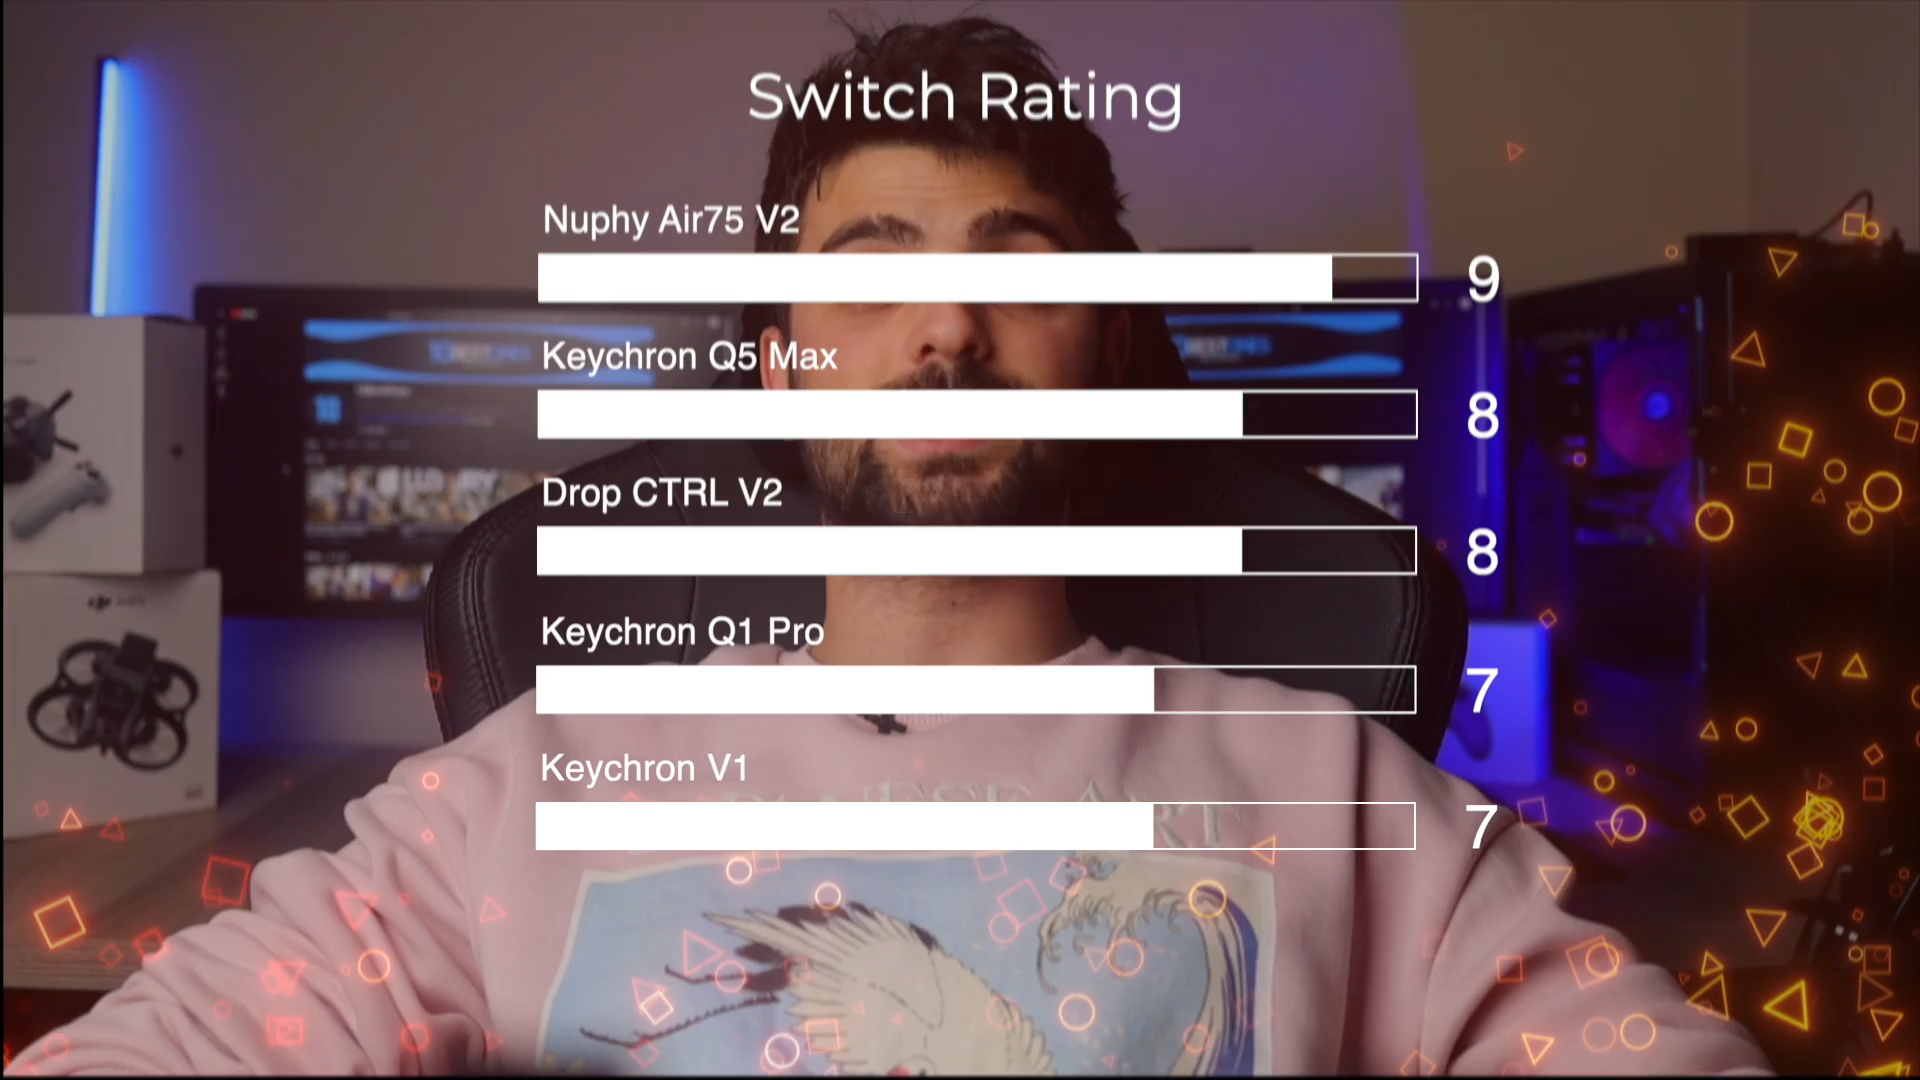 Switch Rating
Nuphy Air75 V2
9
Keychron Q5 Max
8
Drop CTRL V2
8
Keychron Q1 Pro
7
Keychron V1
7